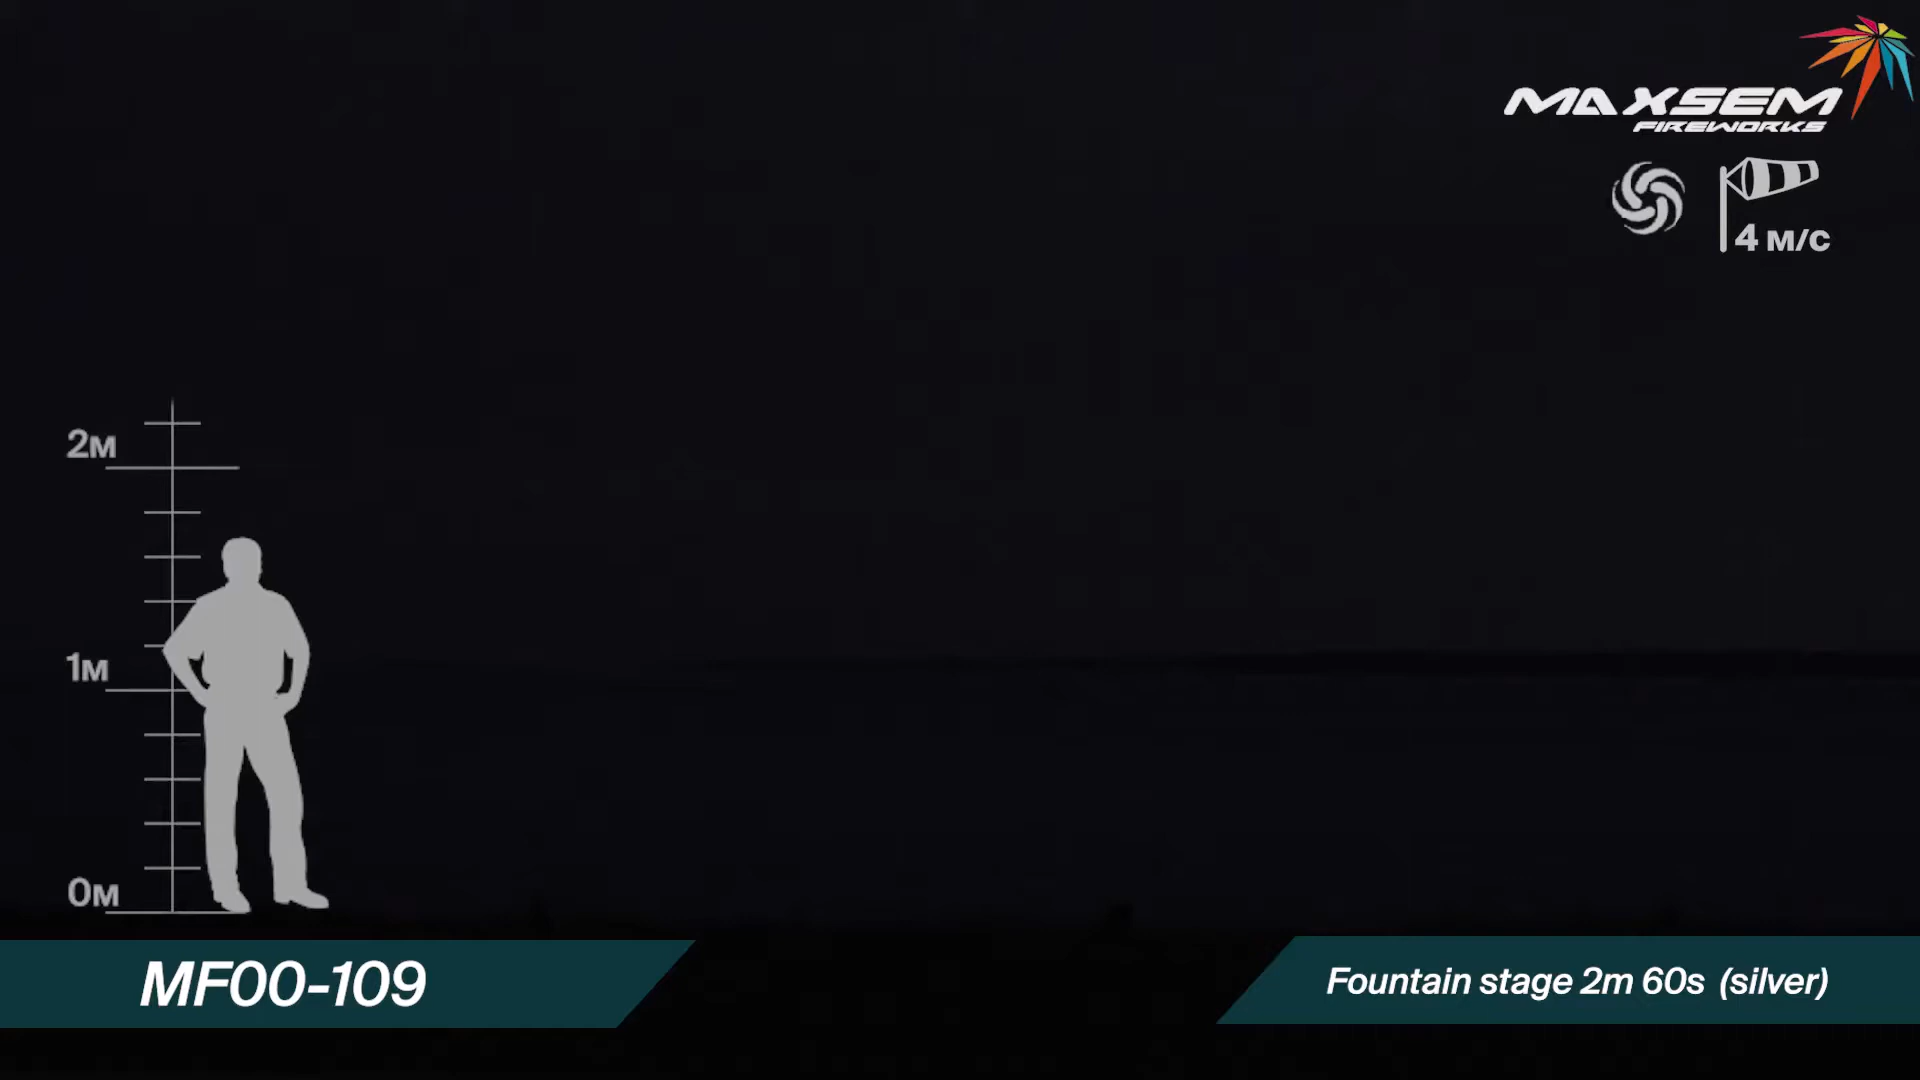 MAXSEM
FIREWORKS
4 м/с
2м
1м
0м
MF00-109
Fountain stage 2m 60s (silver)